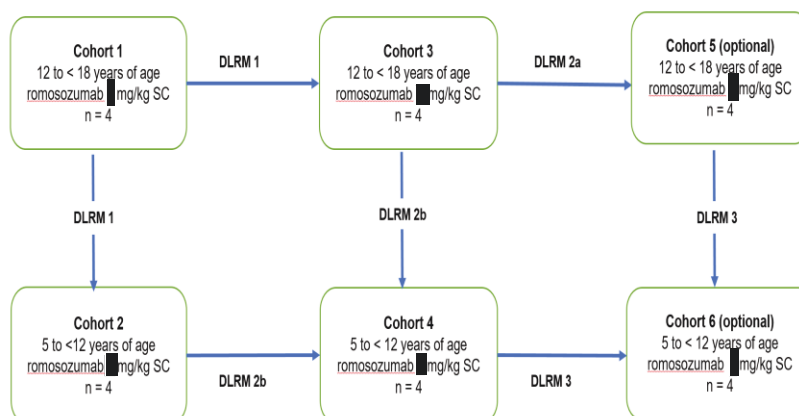 Cohort 1
12 to < 18 years of age
romosozumab mg/kg SC
n = 4
DLRM 1
Cohort 3
12 to < 18 years of age
romosozumab mg/kg SC
n = 4
DLRM 2a
Cohort 5 (optional)
12 to < 18 years of age
romosozumab mg/kg SC
n = 4
DLRM 1
DLRM 2b
DLRM 3
Cohort 2
5 to <12 years of age
romosozumab mg/kg SC
n = 4
DLRM 2b
Cohort 4
5 to < 12 years of age
romosozumab mg/kg SC
n = 4
DLRM 3
Cohort 6 (optional)
5 to < 12 years of age
romosozumab mg/kg SC
n = 4